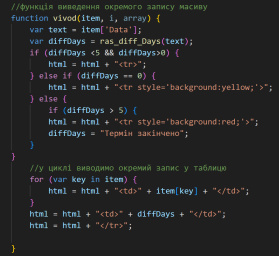 //функція виведення окремого запису масиву
function vivod(item, i, array) {
var text = item['Data'];
var diffDays = ras_diff_Days(text);
if (diffDays <5 && diffDays>0) {
html = html + "<tr>";
} else if (diffDays == 0) {
html = html + "<tr style='background:yellow;'>";
} else {
if (diffDays > 5) {
html = html + "<tr style='background:red;'>";
diffDays = "Термін закінчено";
}
}
//у циклі виводимо окремий запис у таблицю
for (var key in item) {
html = html + "<td>" + item[key] + "</td>";
}
html = html + "<td>" + diffDays + "</td>";
html = html + "</tr>";
}